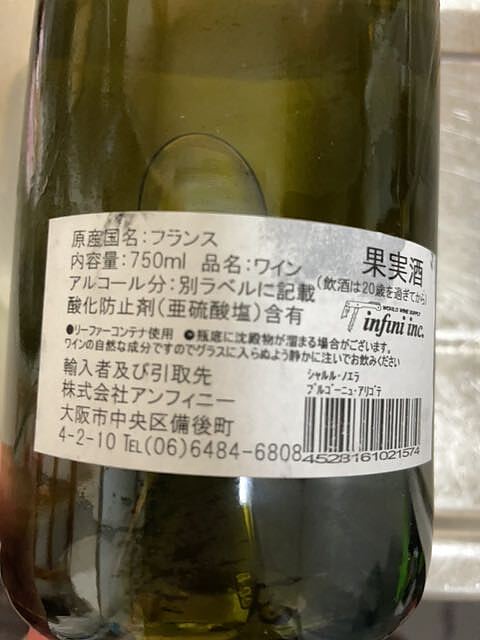 原産国名:フランス
内容量:750ml 品名:ワイン
果実酒
アルコール分:別ラベルに記載
(飲酒は20歳を過ぎてから)
酸化防止剤(亜硫酸塩)含有
WORLD WINE SUPPLY
infini inc.
●リーファーコンテナ使用 ●瓶底に沈殿物が溜まる場合がございます。
ワインの自然な成分ですのでグラスに入らぬよう静かに注いでお飲みください
輸入者及び引取先
株式会社アンフィニー
大阪市中央区備後町
4-2-10 TEL(06)6484-6808
シャルル・ノエラ
ブルゴーニュ・アリゴテ
4528161021574